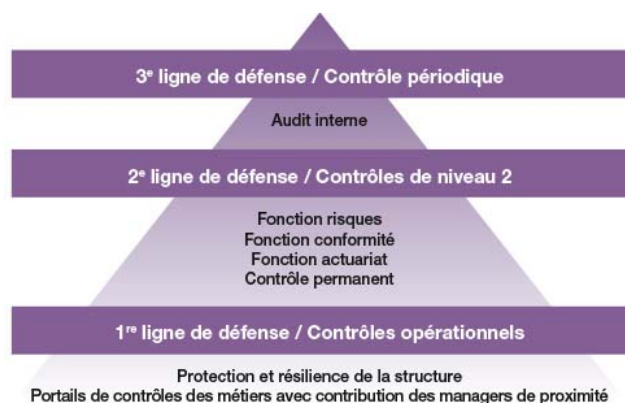 3e ligne de défense / Contrôle périodique
Audit interne
2e ligne de défense / Contrôles de niveau 2
Fonction risques
Fonction conformité
Fonction actuariat
Contrôle permanent
1re ligne de défense / Contrôles opérationnels
Protection et résilience de la structure
Portails de contrôles des métiers avec contribution des managers de proximité